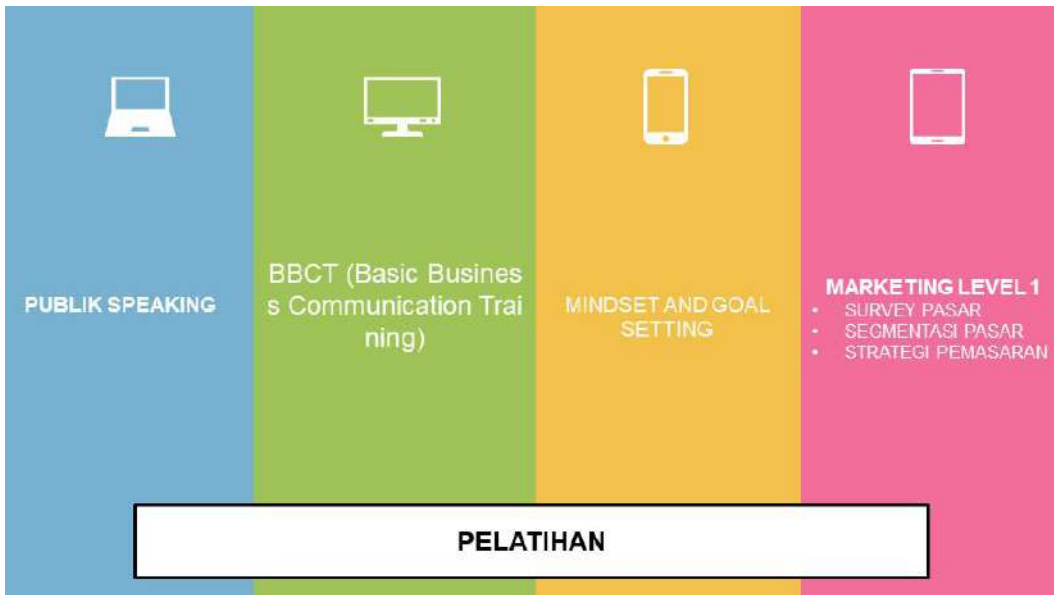 PUBLIK SPEAKING
BBCT (Basic Busines
s Communication Trai
ning)
MINDSET AND GOAL
SETTING
MARKETING LEVEL 1
• SURVEY PASAR
• SEGMENTASI PASAR
• STRATEGI PEMASARAN
PELATIHAN